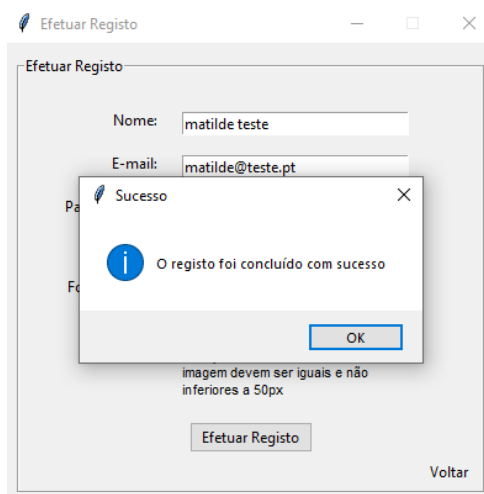 Efetuar Registo
Efetuar Registo
Nome:
matilde teste
E-mail:
matilde@teste.pt
Sucesso
O registo foi concluído com sucesso
OK
imagem devem ser iguais e não
inferiores a 50px
Efetuar Registo
Voltar